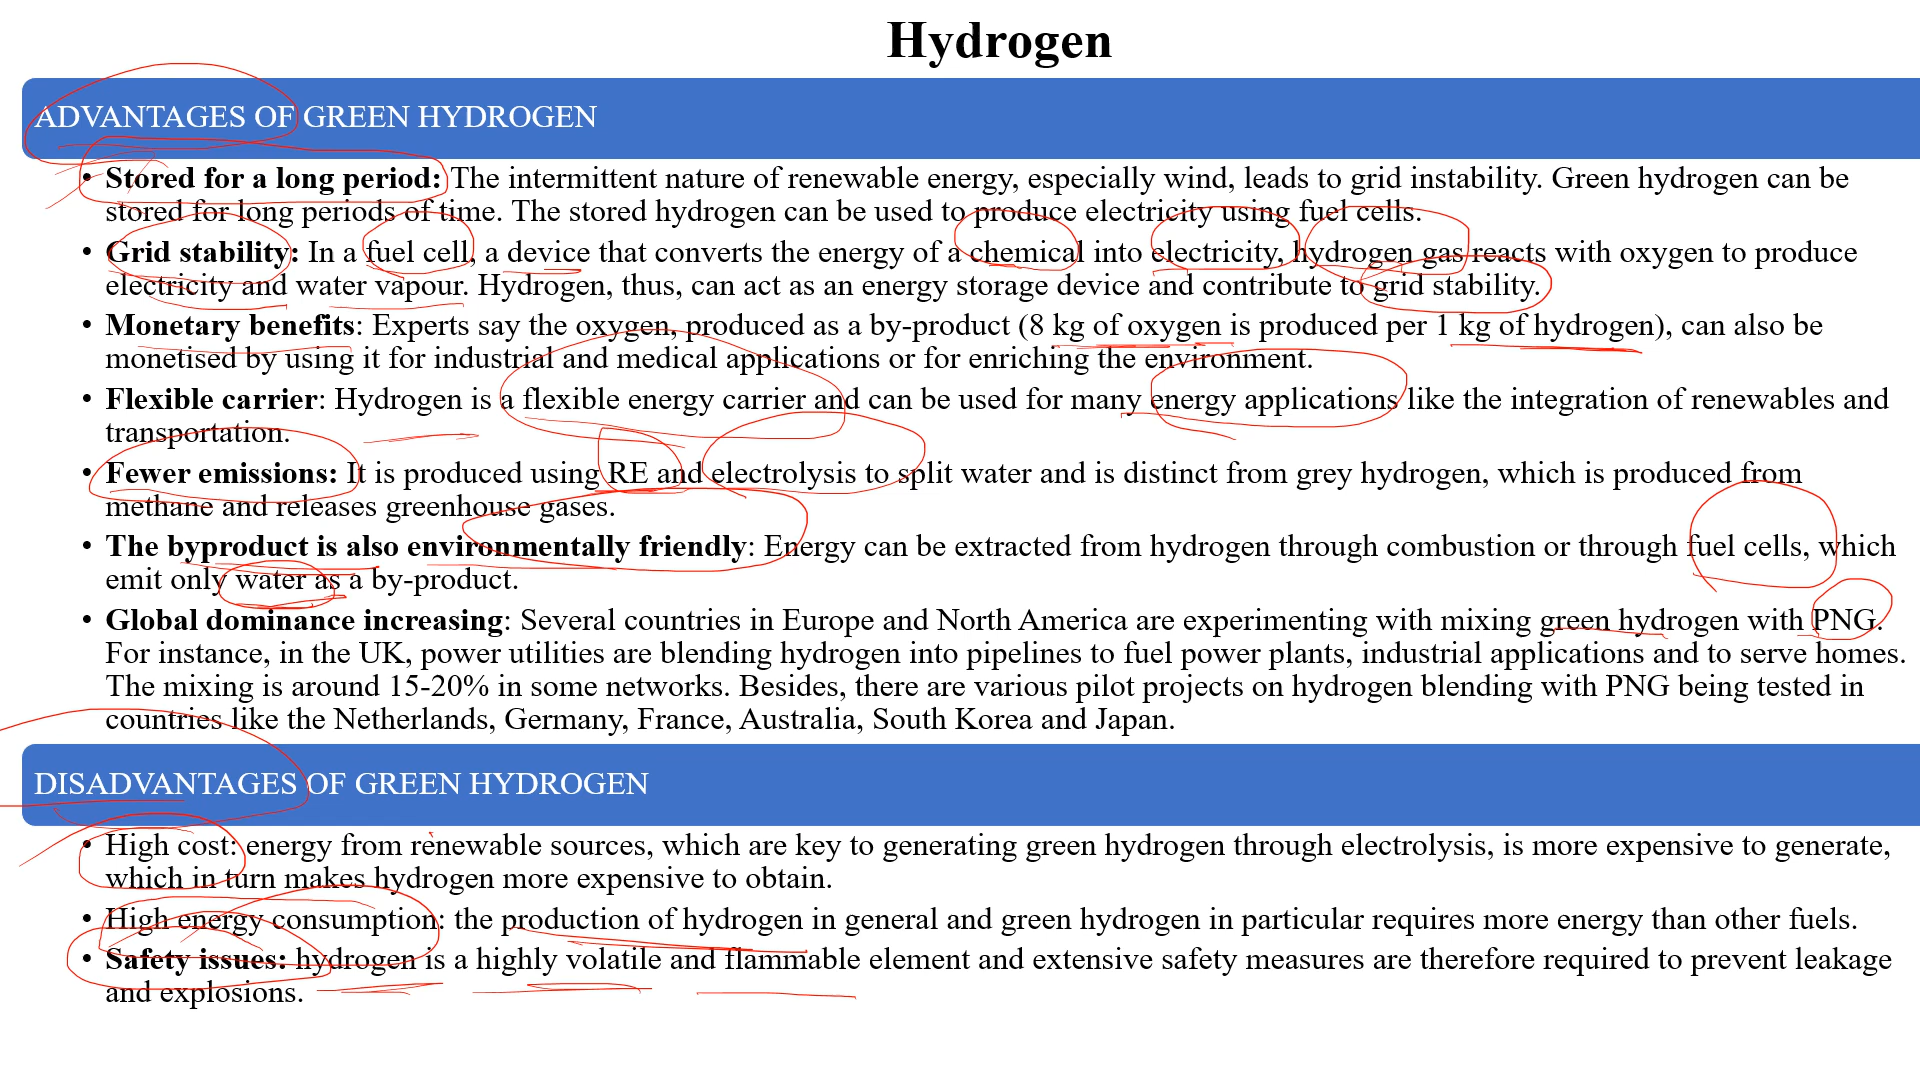 Hydrogen
ADVANTAGES OF GREEN HYDROGEN
• Stored for a long period: The intermittent nature of renewable energy, especially wind, leads to grid instability. Green hydrogen can be
stored for long periods of time. The stored hydrogen can be used to produce electricity using fuel cells.
• Grid stability: In a fuel cell, a device that converts the energy of a chemical into electricity, hydrogen gas reacts with oxygen to produce
electricity and water vapour. Hydrogen, thus, can act as an energy storage device and contribute to grid stability.
• Monetary benefits: Experts say the oxygen, produced as a by-product (8 kg of oxygen is produced per 1 kg of hydrogen), can also be
monetised by using it for industrial and medical applications or for enriching the environment.
• Flexible carrier: Hydrogen is a flexible energy carrier and can be used for many energy applications like the integration of renewables and
transportation.
• Fewer emissions: It is produced using RE and electrolysis to split water and is distinct from grey hydrogen, which is produced from
methane and releases greenhouse gases.
• The byproduct is also environmentally friendly: Energy can be extracted from hydrogen through combustion or through fuel cells, which
emit only water as a by-product.
• Global dominance increasing: Several countries in Europe and North America are experimenting with mixing green hydrogen with PNG.
For instance, in the UK, power utilities are blending hydrogen into pipelines to fuel power plants, industrial applications and to serve homes.
The mixing is around 15-20% in some networks. Besides, there are various pilot projects on hydrogen blending with PNG being tested in
countries like the Netherlands, Germany, France, Australia, South Korea and Japan.
DISADVANTAGES OF GREEN HYDROGEN
• High cost: energy from renewable sources, which are key to generating green hydrogen through electrolysis, is more expensive to generate,
which in turn makes hydrogen more expensive to obtain.
• High energy consumption: the production of hydrogen in general and green hydrogen in particular requires more energy than other fuels.
• Safety issues: hydrogen is a highly volatile and flammable element and extensive safety measures are therefore required to prevent leakage
and explosions.